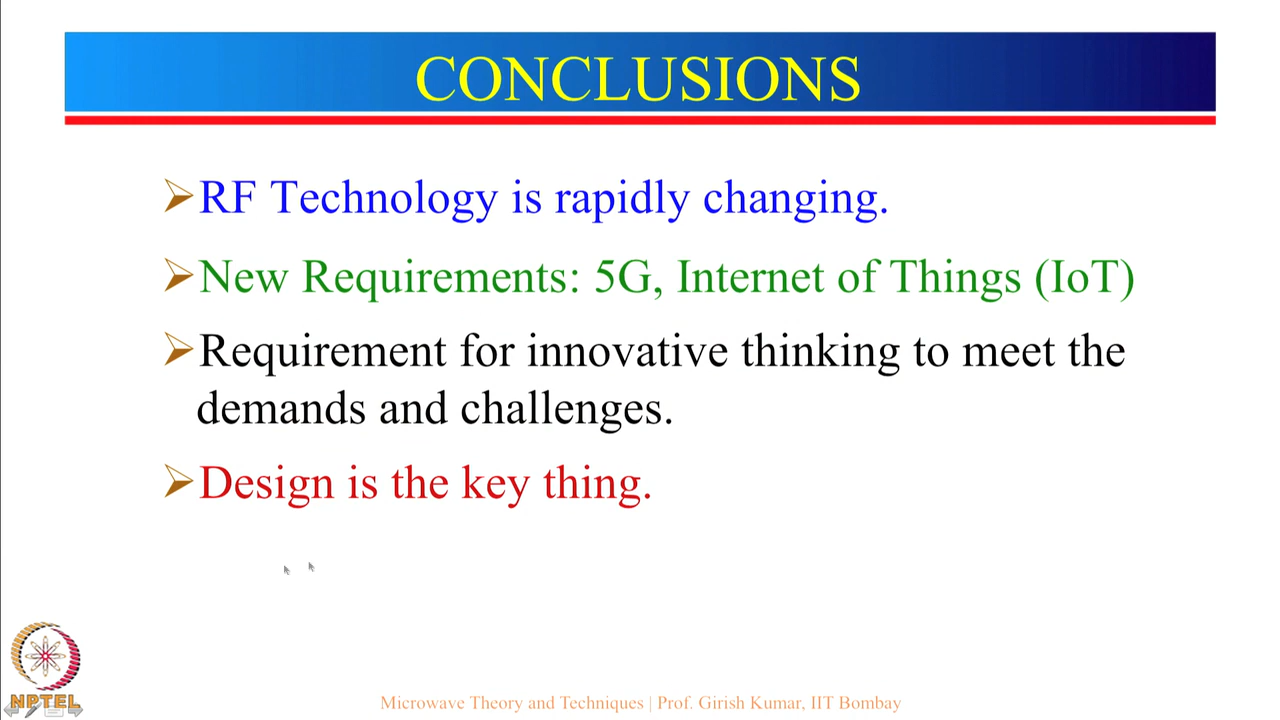 CONCLUSIONS
➢RF Technology is rapidly changing.
➢New Requirements: 5G, Internet of Things (IoT)
➢Requirement for innovative thinking to meet the
demands and challenges.
➢Design is the key thing.
NPTEL
Microwave Theory and Techniques | Prof. Girish Kumar, IIT Bombay